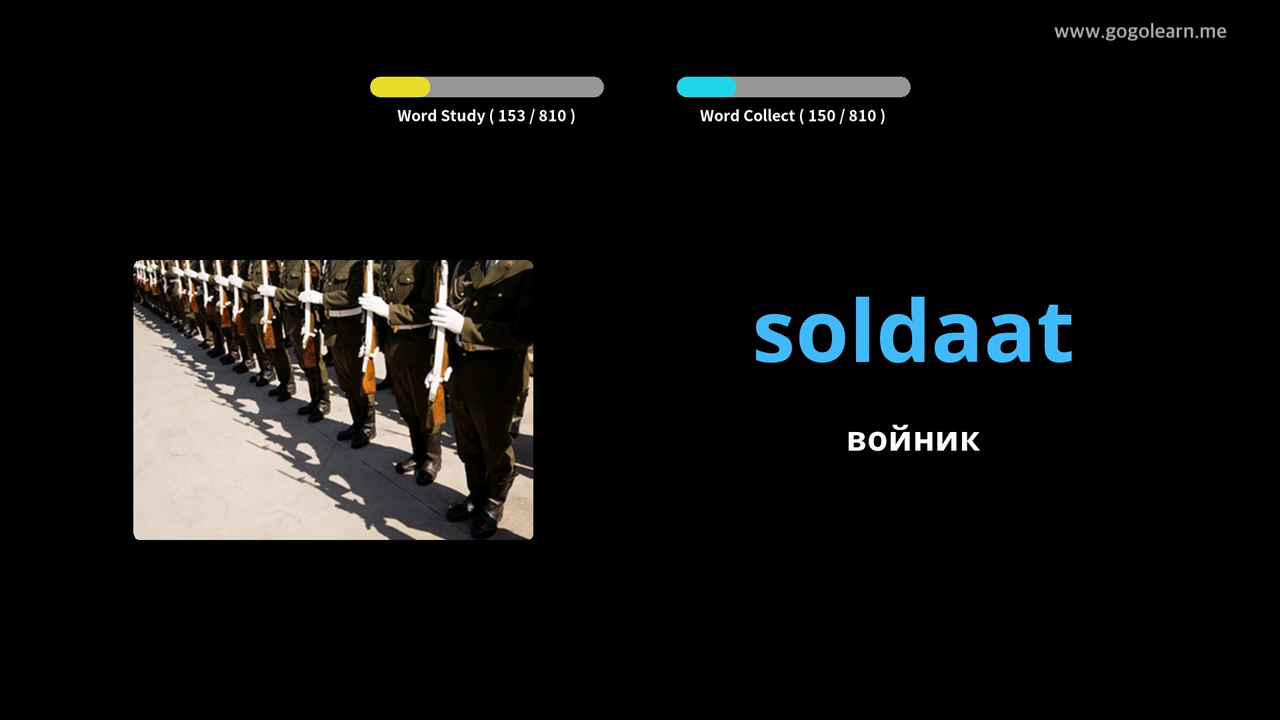 www.gogolearn.me
Word Study ( 153 / 810 )
Word Collect ( 150 / 810 )
soldaat
войник